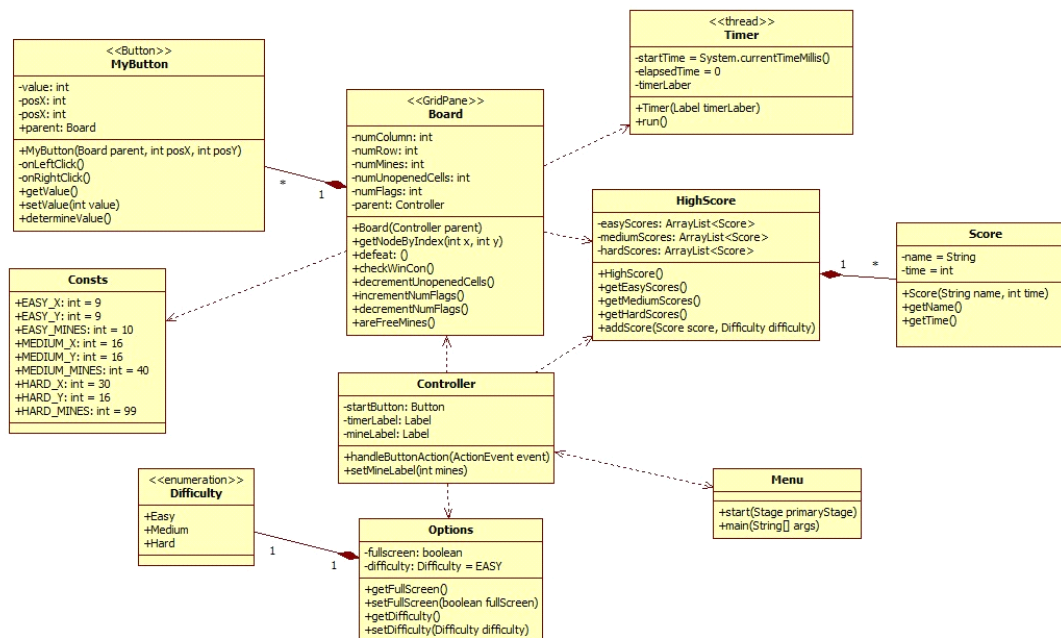 <<Button>>
MyButton
-value: int
-posX: int
-posX: int
+parent: Board
+MyButton(Board parent, int posX, int posY)
-onLeftClick()
-onRightClick()
+getValue()
+setValue(int value)
+determineValue()
*
1
<<GridPane>>
Board
-numColumn: int
-numRow: int
-numMines: int
-numUnopenedCells: int
-numFlags: int
-parent: Controller
+Board(Controller parent)
+getNodeByIndex(int x, int y)
+defeat: ()
+checkWinCon()
+decrementUnopenedCells()
+incrementNumFlags()
+decrementNumFlags()
+areFreeMines()
<<thread>>
Timer
-startTime = System.currentTimeMillis()
-elapsedTime = 0
-timerLaber
+Timer(Label timerLaber)
+run()
HighScore
-easyScores: ArrayList<Score>
-mediumScores: ArrayList<Score>
-hardScores: ArrayList<Score>
+HighScore()
+getEasyScores()
+getMediumScores()
+getHardScores()
+addScore(Score score, Difficulty difficulty)
1
*
Score
-name = String
-time = int
+Score(String name, int time)
+getName()
+getTime()
Consts
+EASY_X: int = 9
+EASY_Y: int = 9
+EASY_MINES: int = 10
+MEDIUM_X: int = 16
+MEDIUM_Y: int = 16
+MEDIUM_MINES: int = 40
+HARD_X: int = 30
+HARD_Y: int = 16
+HARD_MINES: int = 99
Controller
-startButton: Button
-timerLabel: Label
-mineLabel: Label
+handleButtonAction(ActionEvent event)
+setMineLabel(int mines)
Menu
+start(Stage primaryStage)
+main(String[] args)
<<enumeration>>
Difficulty
+Easy
+Medium
+Hard
1
1
Options
-fullscreen: boolean
-difficulty: Difficulty = EASY
+getFullScreen()
+setFullScreen(boolean fullScreen)
+getDifficulty()
+setDifficulty(Difficulty difficulty)